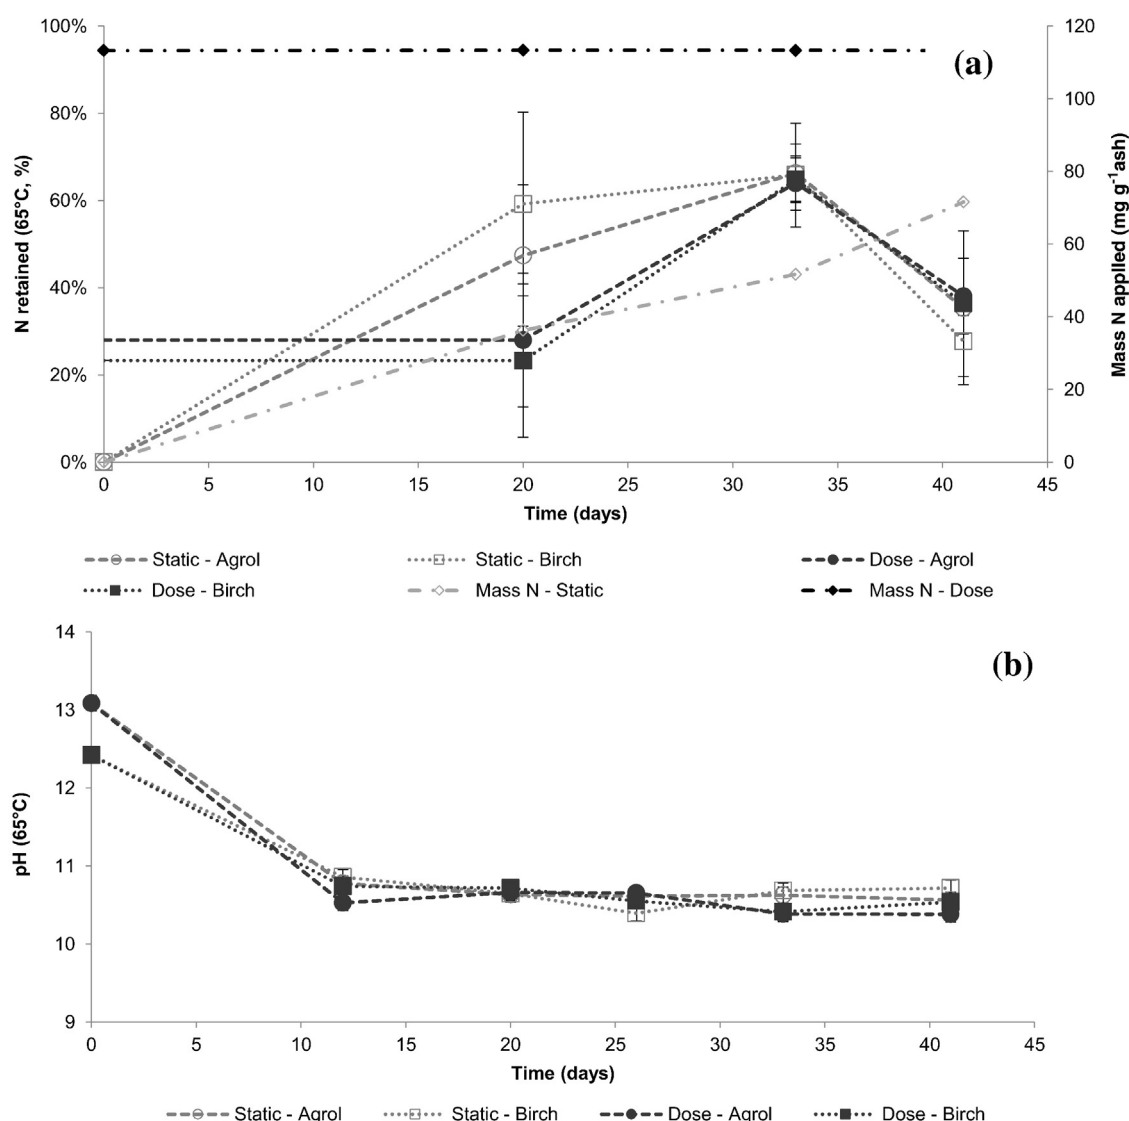 100%
80%
60%
40%
20%
0%
N retained (65°C, %)
120
100
80
60
40
20
0
Mass N applied (mg g⁻¹ash)
(a)
0 5 10 15 20 25 30 35 40 45
Time (days)
Static - Agrol Static - Birch Dose - Agrol
Dose - Birch Mass N - Static Mass N - Dose
14
13
12
11
10
9
pH (65°C)
(b)
0 5 10 15 20 25 30 35 40 45
Time (days)
Static - Agrol Static - Birch Dose - Agrol Dose - Birch